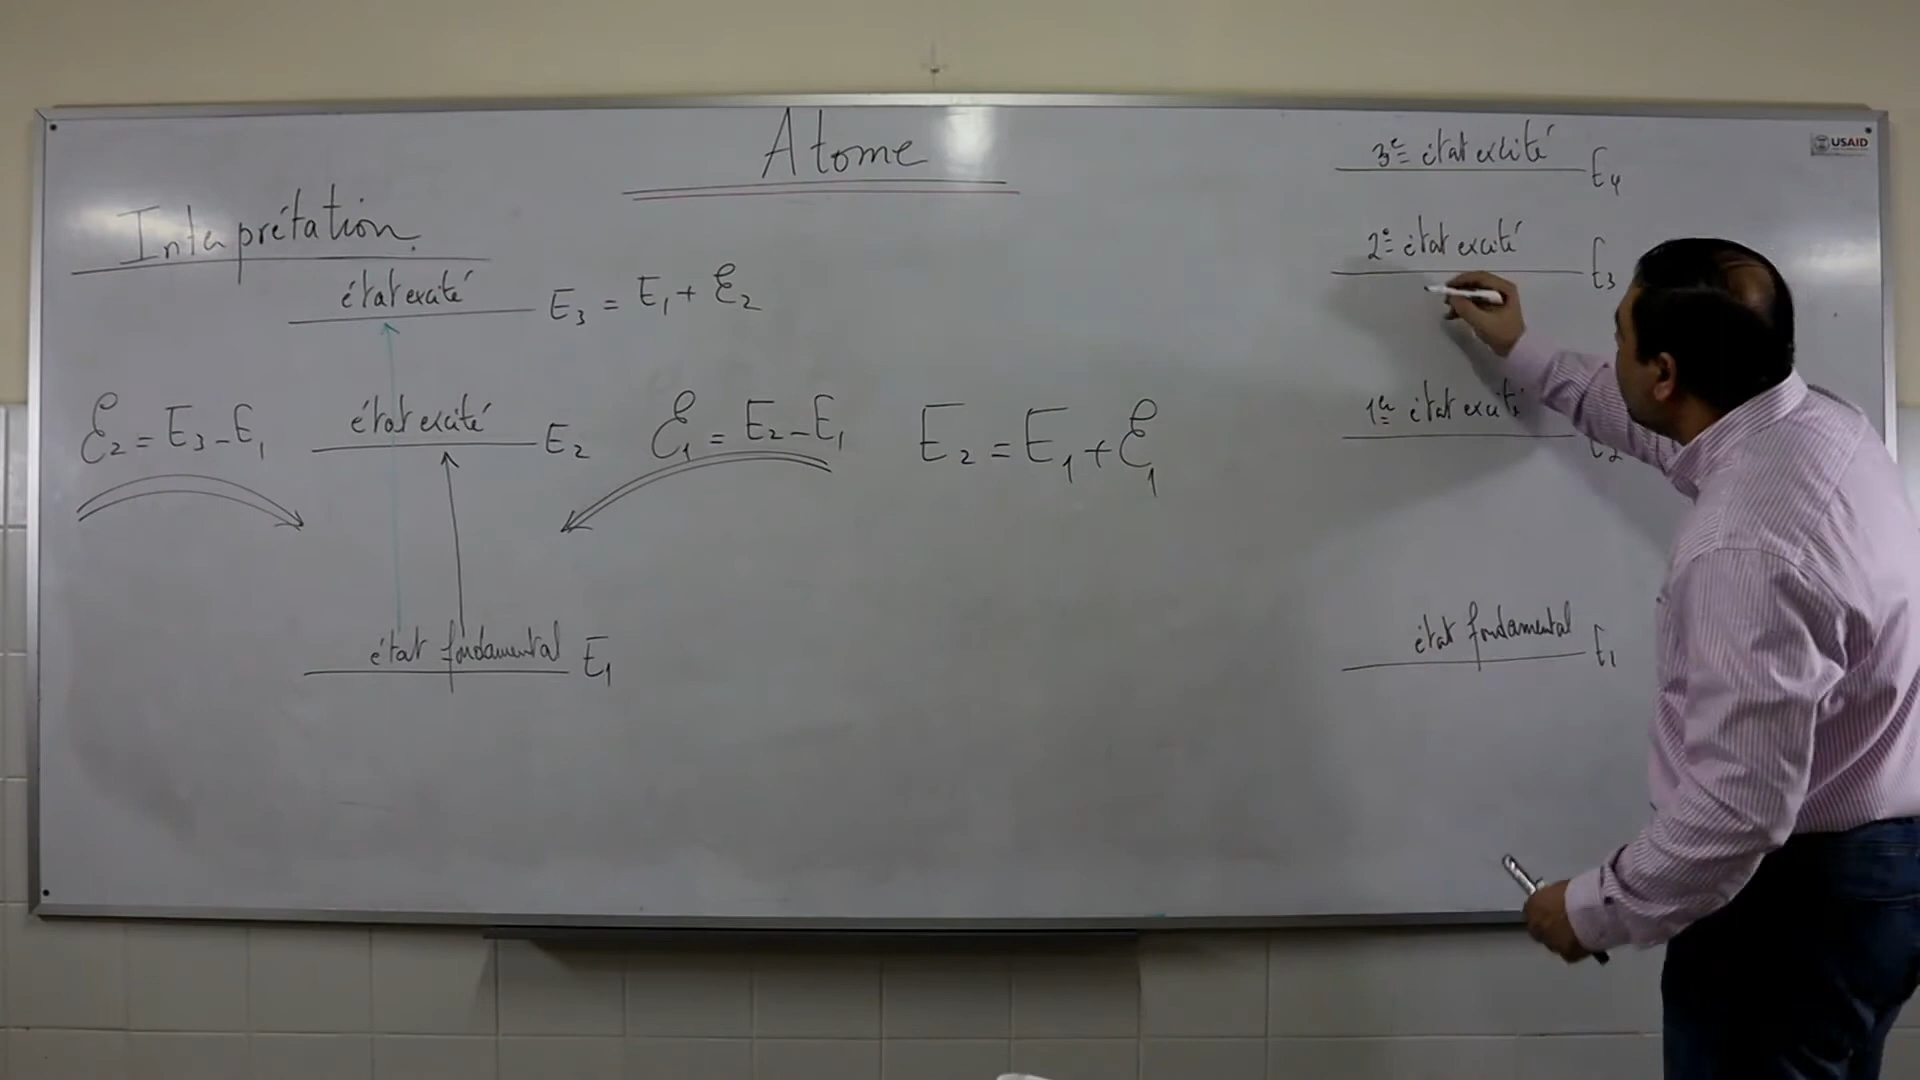 Atome
Interprétation.
état excité E₃ = E₁ + ℰ₂
ℰ₂ = E₃ - E₁
état excité E₂
ℰ₁ = E₂ - E₁
E₂ = E₁ + ℰ₁
état fondamental E₁
3e état excité E₄
2e état excité E₃
1er état excité E₂
état fondamental E₁
USAID